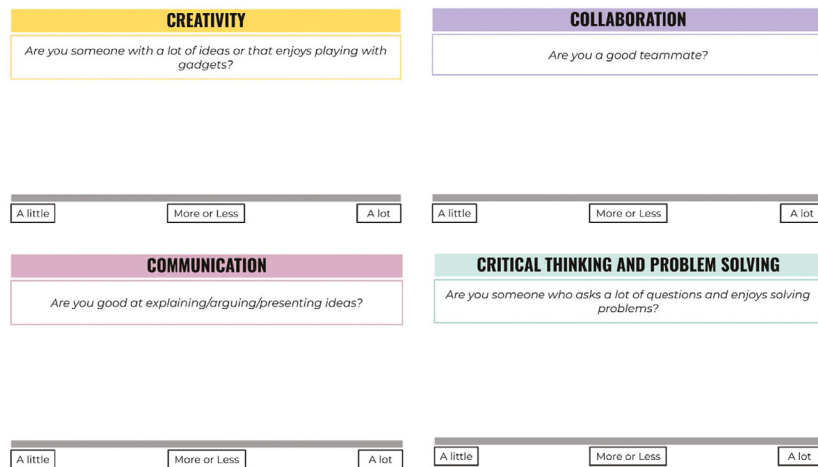 CREATIVITY
Are you someone with a lot of ideas or that enjoys playing with
gadgets?
A little
More or Less
A lot
COLLABORATION
Are you a good teammate?
A little
More or Less
A lot
COMMUNICATION
Are you good at explaining/arguing/presenting ideas?
A little
More or Less
A lot
CRITICAL THINKING AND PROBLEM SOLVING
Are you someone who asks a lot of questions and enjoys solving
problems?
A little
More or Less
A lot